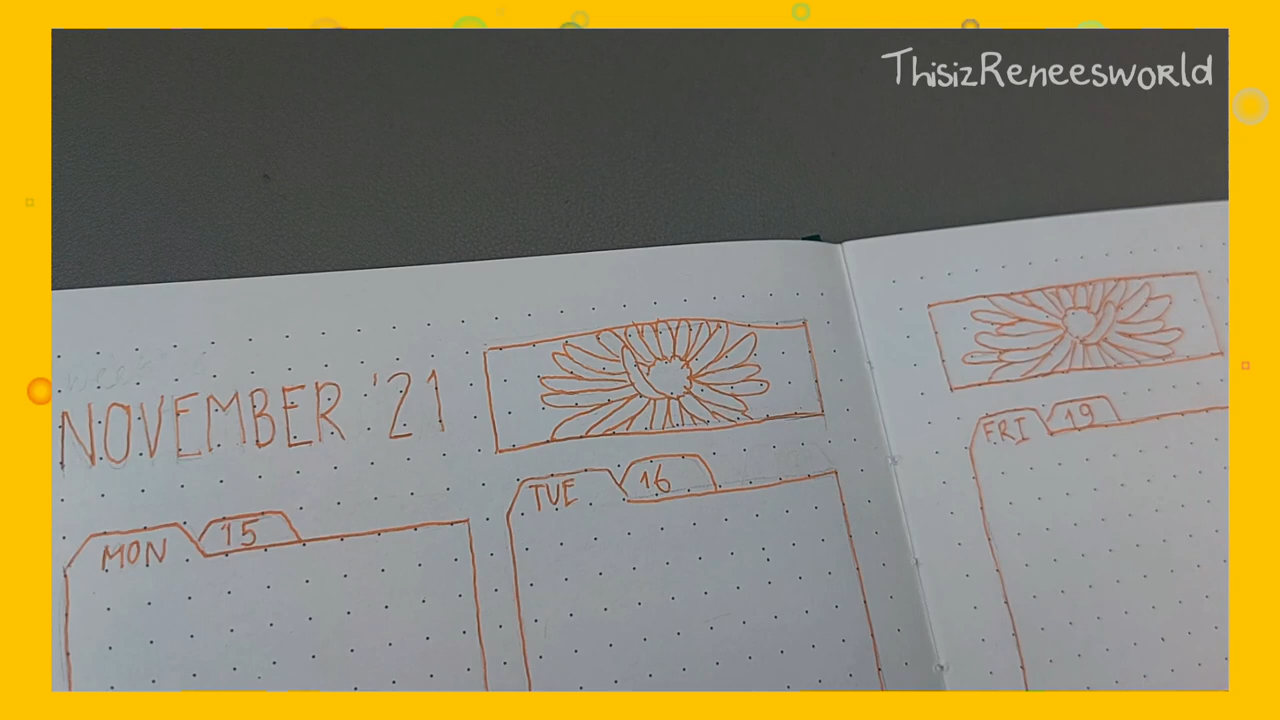 ThisizReneesworld
NOVEMBER '21
MON 15
TUE 16
FRI 19